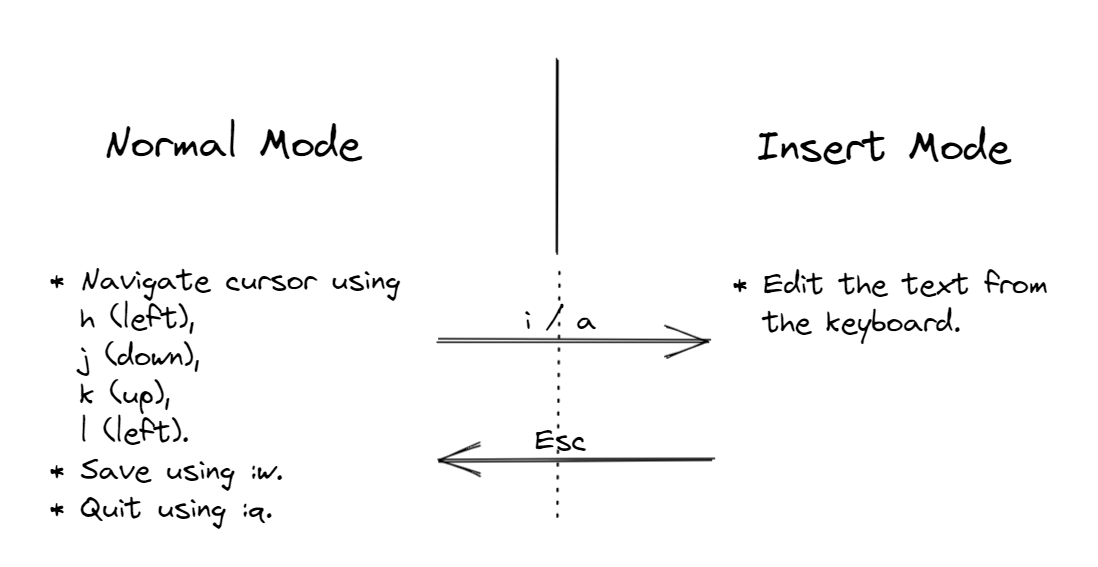 Normal Mode
* Navigate cursor using
h (left),
j (down),
k (up),
l (left).
* Save using :w.
* Quit using :q.
i / a
Esc
Insert Mode
* Edit the text from
the keyboard.